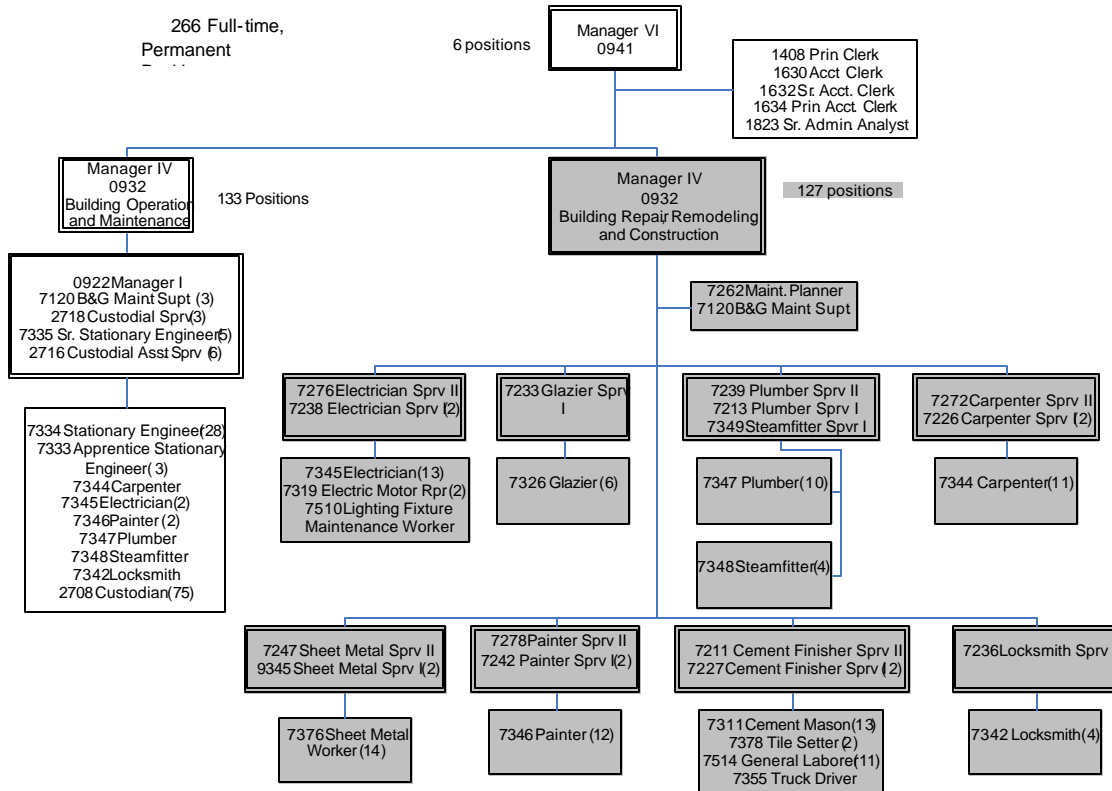 266 Full-time,
Permanent
6 positions
Manager VI
0941
1408 Prin. Clerk
1630 Acct. Clerk
1632 Sr. Acct. Clerk
1634 Prin. Acct. Clerk
1823 Sr. Admin. Analyst
Manager IV
0932
Building Operation
and Maintenance
133 Positions
Manager IV
0932
Building Repair, Remodeling,
and Construction
127 positions
0922 Manager I
7120 B&G Maint. Supt (3)
2718 Custodial Sprv (3)
7335 Sr. Stationary Engineer (5)
2716 Custodial Asst. Sprv (6)
7262 Maint. Planner
7120 B&G Maint Supt
7334 Stationary Engineer (28)
7333 Apprentice Stationary
Engineer (3)
7344 Carpenter
7345 Electrician (2)
7346 Painter (2)
7347 Plumber
7348 Steamfitter
7342 Locksmith
2708 Custodian (75)
7276 Electrician Sprv II
7238 Electrician Sprv I (2)
7233 Glazier Sprv
I
7239 Plumber Sprv II
7213 Plumber Sprv I
7349 Steamfitter Spvr I
7272 Carpenter Sprv II
7226 Carpenter Sprv I (2)
7345 Electrician (13)
7319 Electric Motor Rpr (2)
7510 Lighting Fixture
Maintenance Worker
7326 Glazier (6)
7347 Plumber (10)
7344 Carpenter (11)
7348 Steamfitter (4)
7247 Sheet Metal Sprv II
9345 Sheet Metal Sprv I (2)
7278 Painter Sprv II
7242 Painter Sprv I (2)
7211 Cement Finisher Sprv II
7227 Cement Finisher Sprv I (2)
7236 Locksmith Sprv
7376 Sheet Metal
Worker (14)
7346 Painter (12)
7311 Cement Mason (13)
7378 Tile Setter (2)
7514 General Laborer (11)
7355 Truck Driver
7342 Locksmith (4)